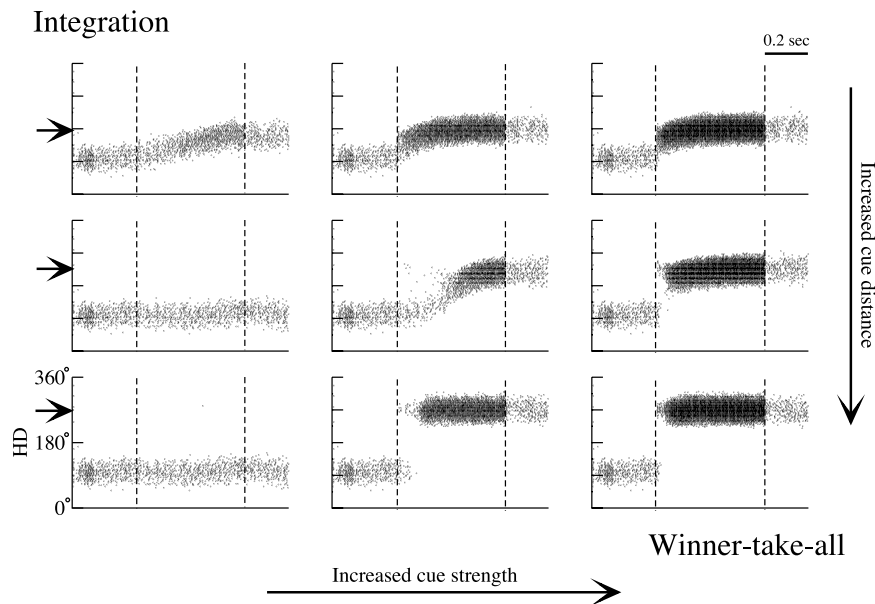 Integration
0.2 sec
Increased cue distance
360°
180°
0°
HD
Winner-take-all
Increased cue strength